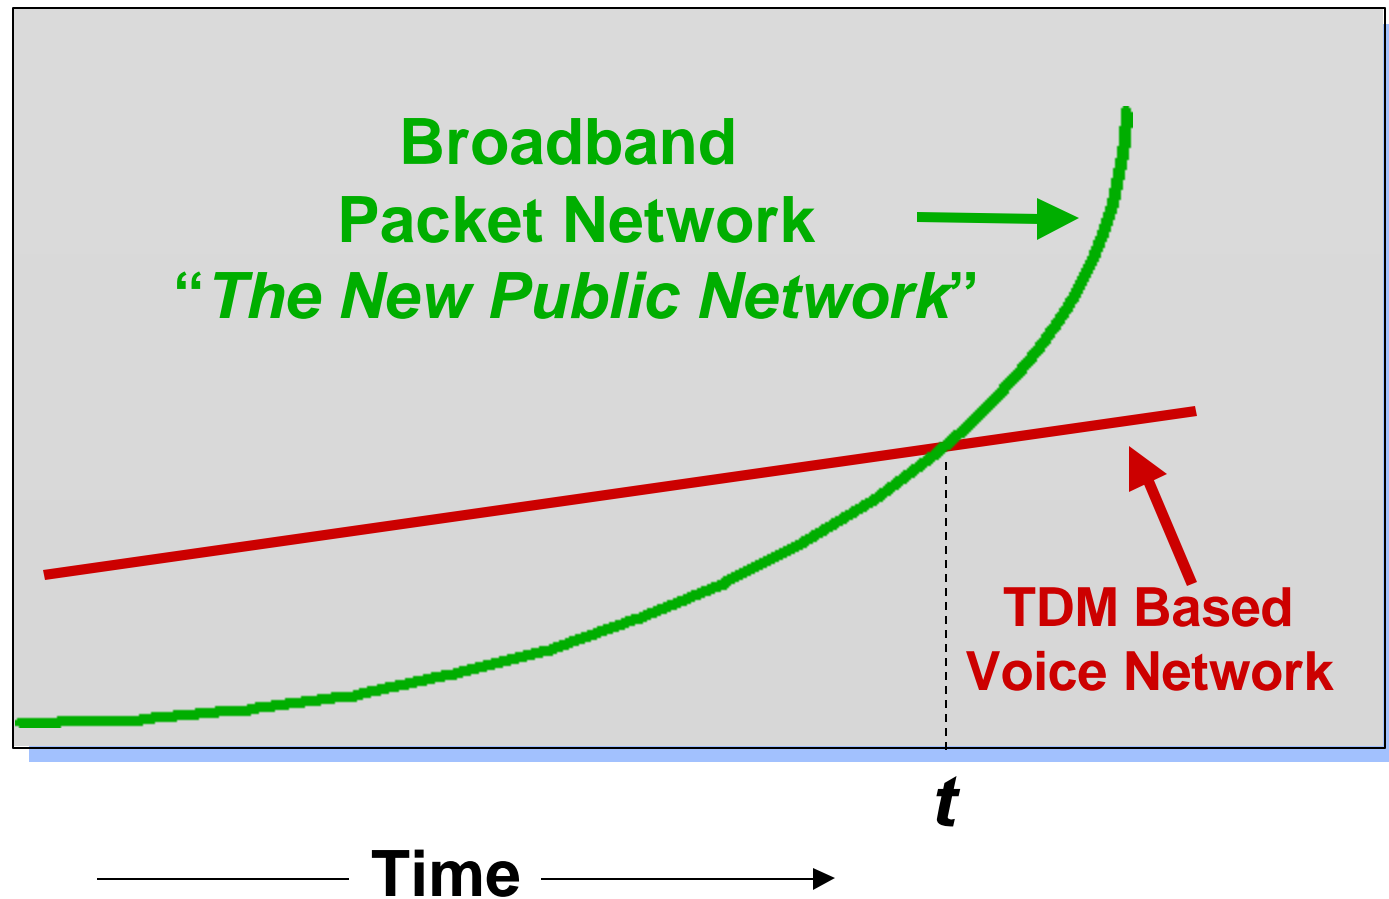 Broadband
Packet Network
“The New Public Network”
TDM Based
Voice Network
t
Time